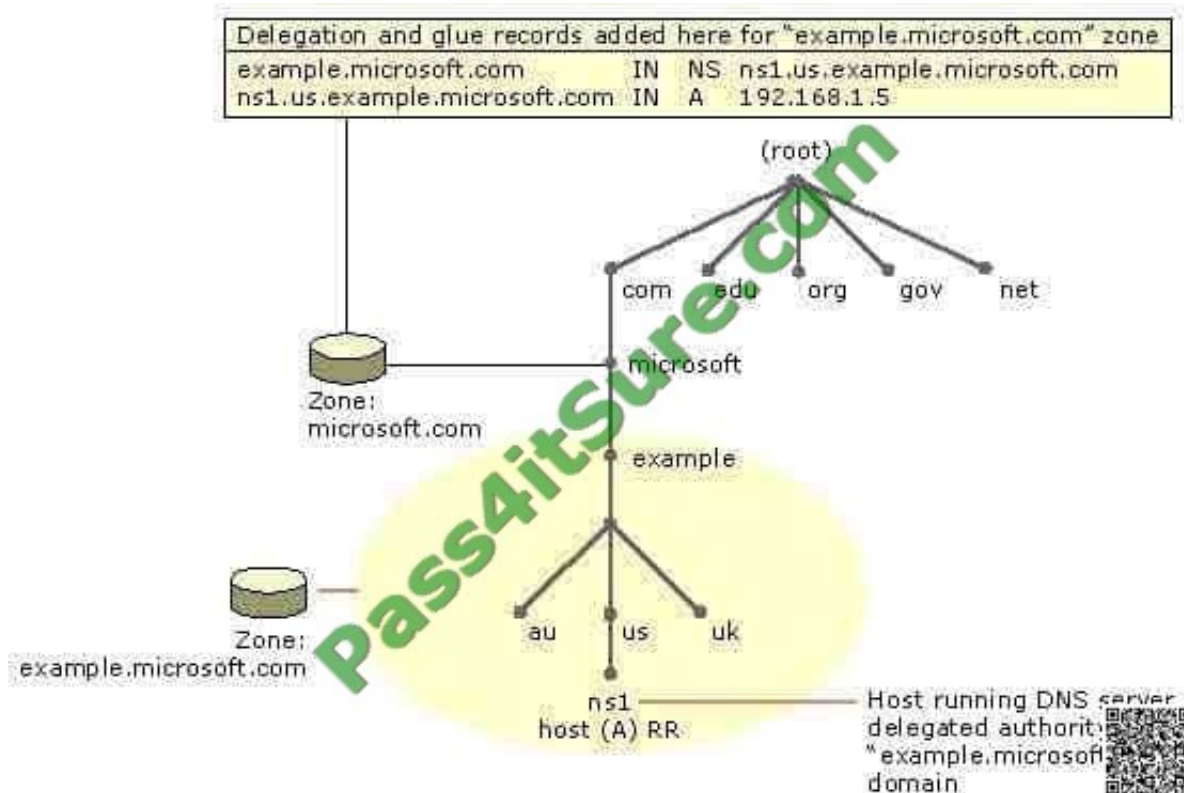 Delegation and glue records added here for "example.microsoft.com" zone
example.microsoft.com IN NS ns1.us.example.microsoft.com
ns1.us.example.microsoft.com IN A 192.168.1.5
(root)
com edu org gov net
microsoft
Zone:
microsoft.com
example
Pass4itSure.com
au us uk
Zone:
example.microsoft.com
ns1
host (A) RR
Host running DNS server
delegated
"example.
domain